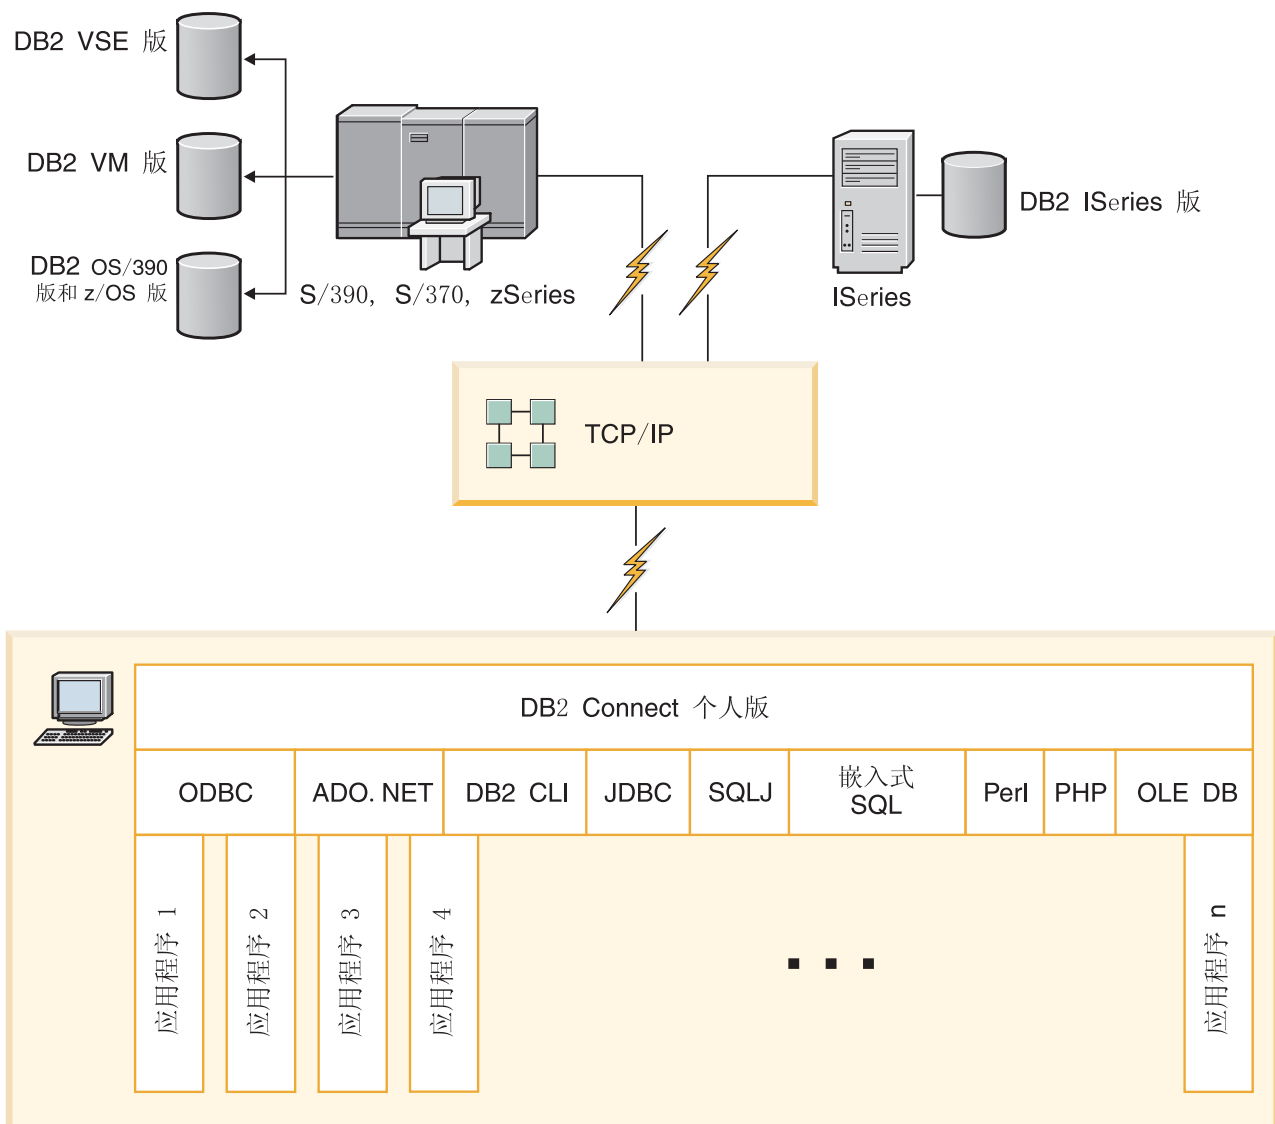 DB2 VSE 版
DB2 VM 版
DB2 OS/390
版和 z/OS 版
S/390, S/370, zSeries
DB2 ISeries 版
ISeries
TCP/IP
DB2 Connect 个人版
ODBC
ADO. NET
DB2 CLI
JDBC
SQLJ
嵌入式
SQL
Perl
PHP
OLE DB
应用程序 1
应用程序 2
应用程序 3
应用程序 4
应用程序 n